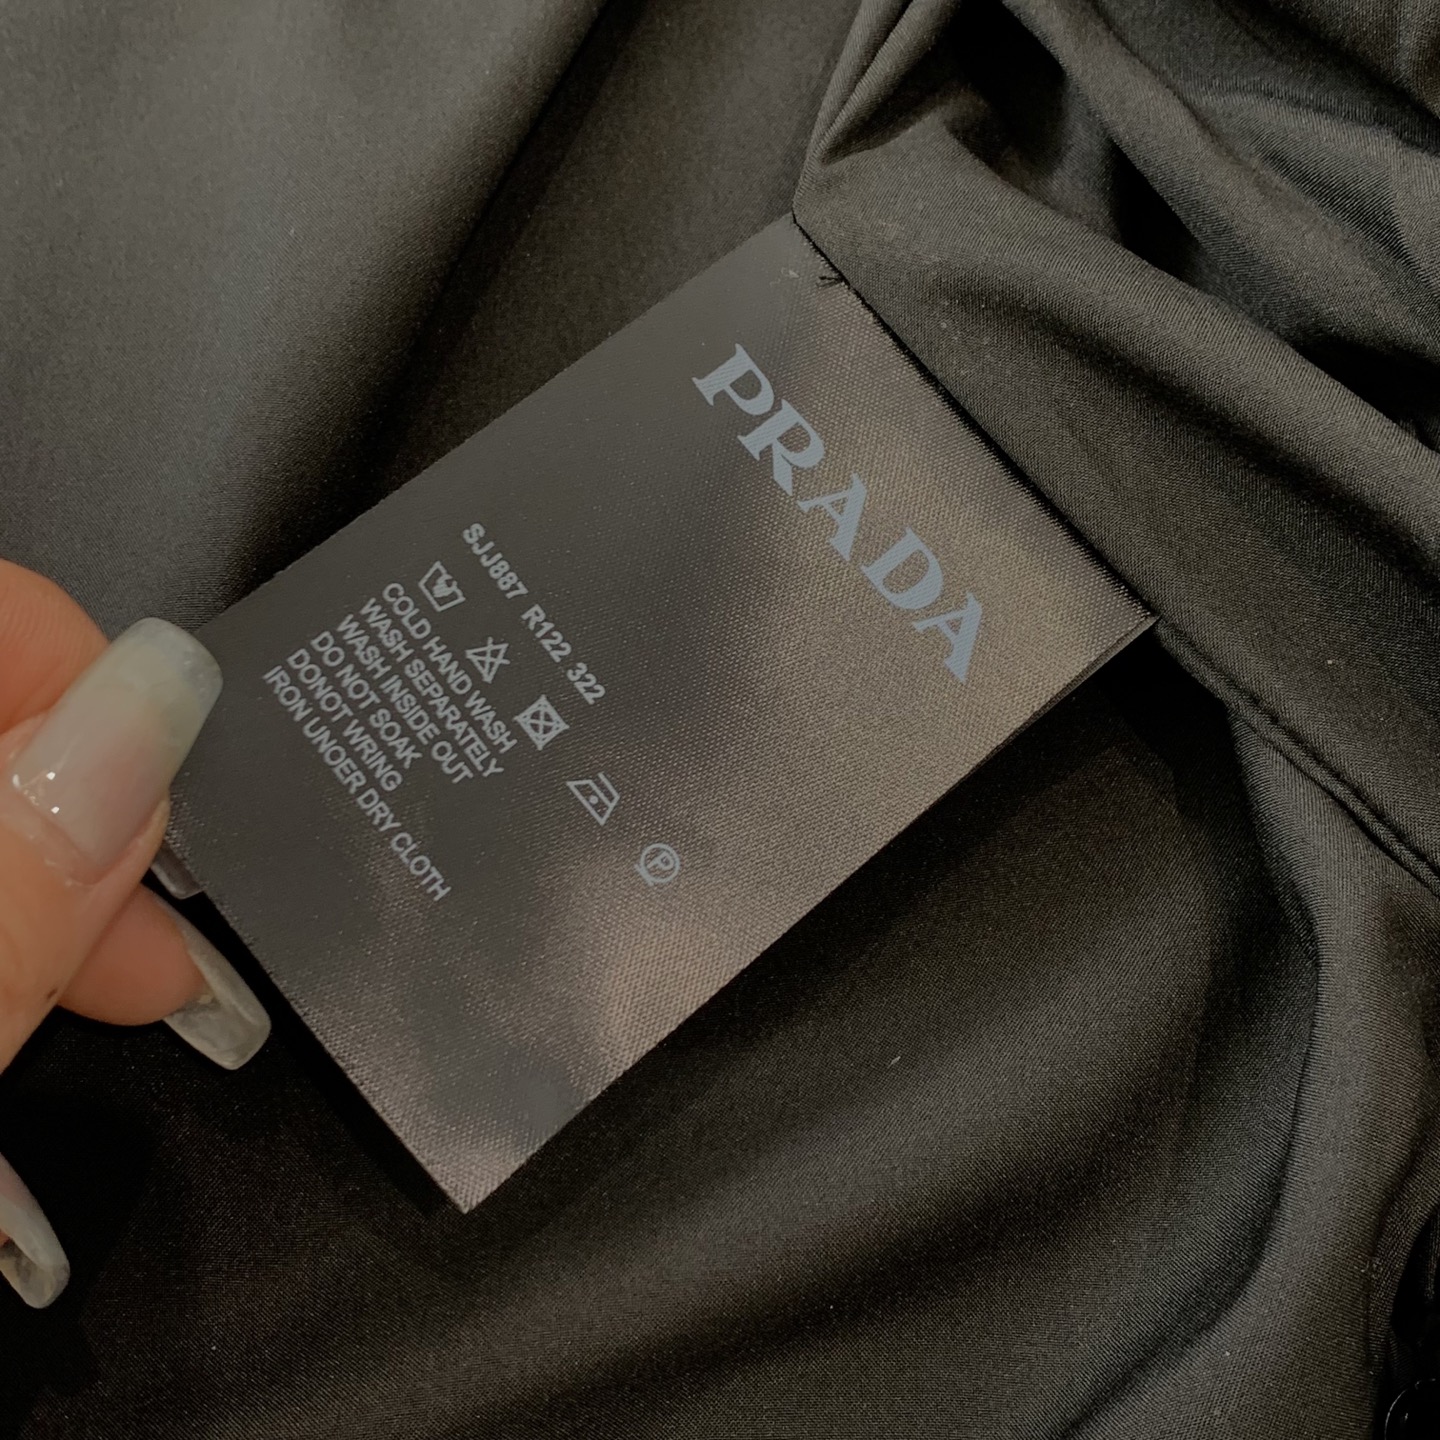 PRADA
SJJ887 R122 322
P
COLD HAND WASH
WASH SEPARATELY
WASH INSIDE OUT
DO NOT SOAK
DONOT WRING
IRON UNOER DRY CLOTH